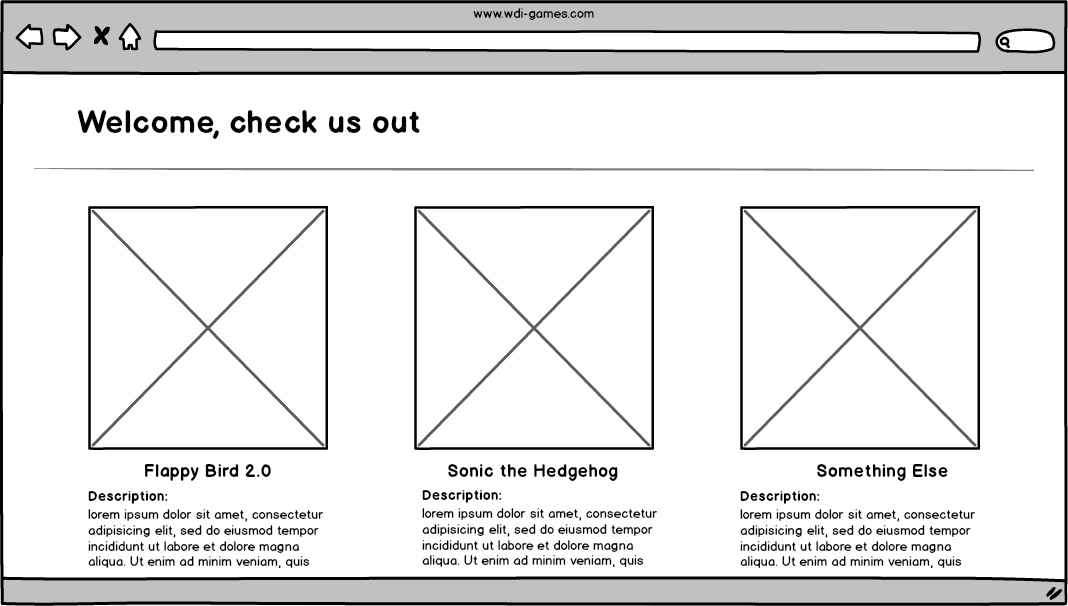 www.wdi-games.com
Welcome, check us out
Flappy Bird 2.0
Description:
lorem ipsum dolor sit amet, consectetur
adipisicing elit, sed do eiusmod tempor
incididunt ut labore et dolore magna
aliqua. Ut enim ad minim veniam, quis
Sonic the Hedgehog
Description:
lorem ipsum dolor sit amet, consectetur
adipisicing elit, sed do eiusmod tempor
incididunt ut labore et dolore magna
aliqua. Ut enim ad minim veniam, quis
Something Else
Description:
lorem ipsum dolor sit amet, consectetur
adipisicing elit, sed do eiusmod tempor
incididunt ut labore et dolore magna
aliqua. Ut enim ad minim veniam, quis